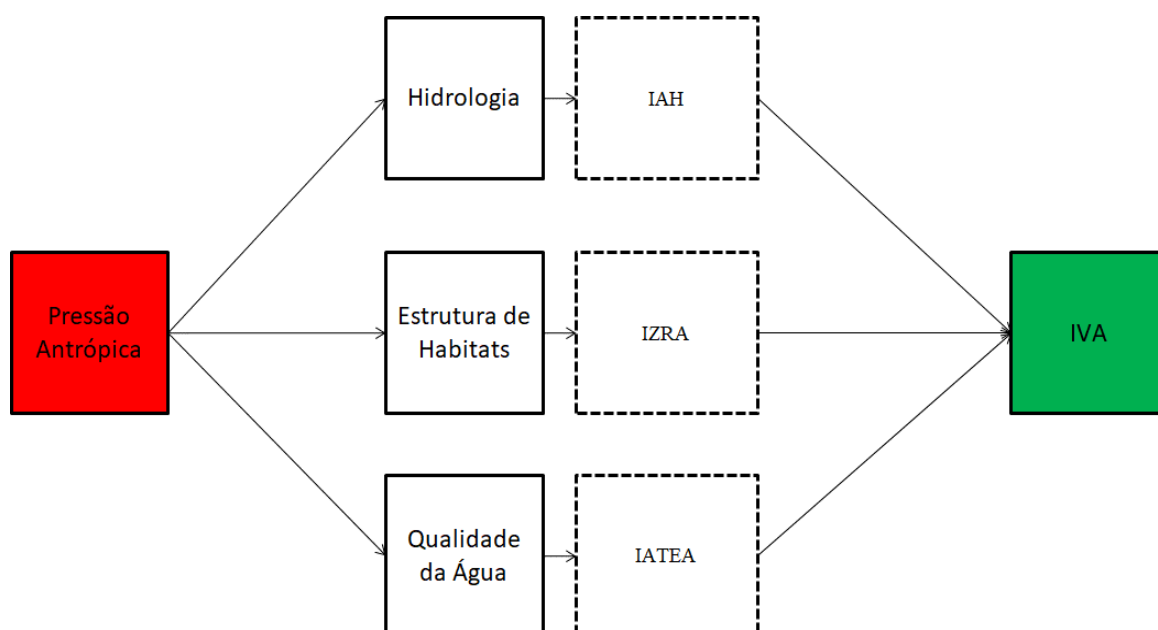 Hidrologia
IAH
Pressão
Antrópica
Estrutura de
Habitats
IZRA
IVA
Qualidade
da Água
IATEA